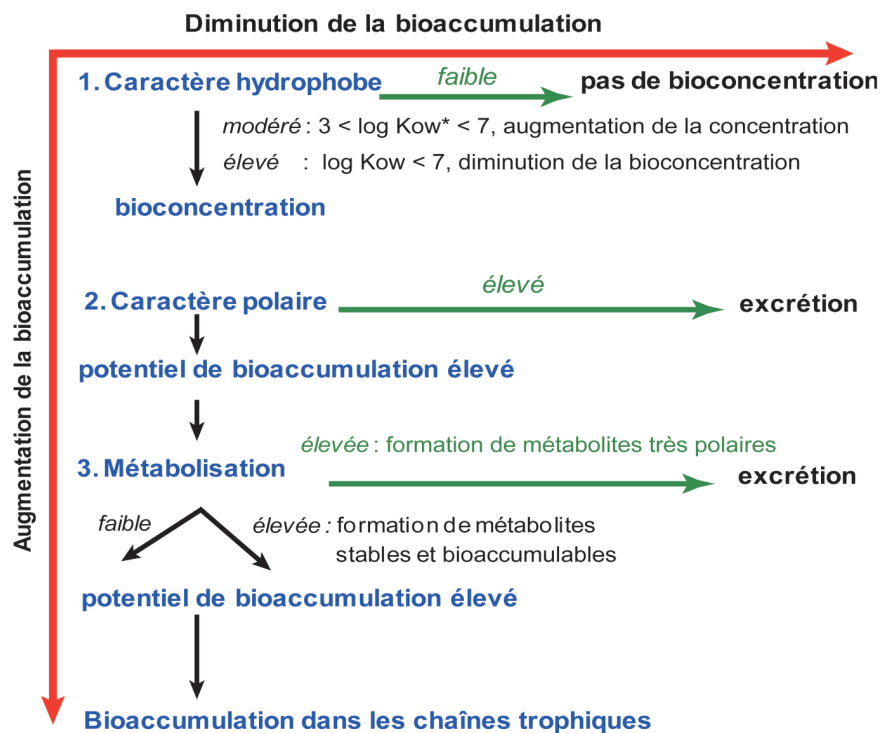 Diminution de la bioaccumulation
Augmentation de la bioaccumulation
1. Caractère hydrophobe
faible
pas de bioconcentration
modéré : 3 < log Kow* < 7, augmentation de la concentration
élevé : log Kow < 7, diminution de la bioconcentration
bioconcentration
2. Caractère polaire
élevé
excrétion
potentiel de bioaccumulation élevé
3. Métabolisation
élevée : formation de métabolites très polaires
excrétion
faible
élevée : formation de métabolites
stables et bioaccumulables
potentiel de bioaccumulation élevé
Bioaccumulation dans les chaînes trophiques